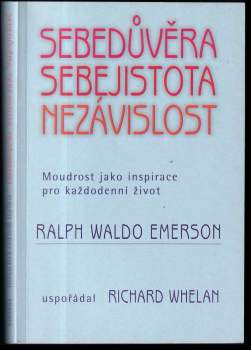 SEBEDŮVĚRA
SEBEJISTOTA
NEZÁVISLOST
Moudrost jako inspirace
pro každodenní život
RALPH WALDO EMERSON
uspořádal RICHARD WHELAN